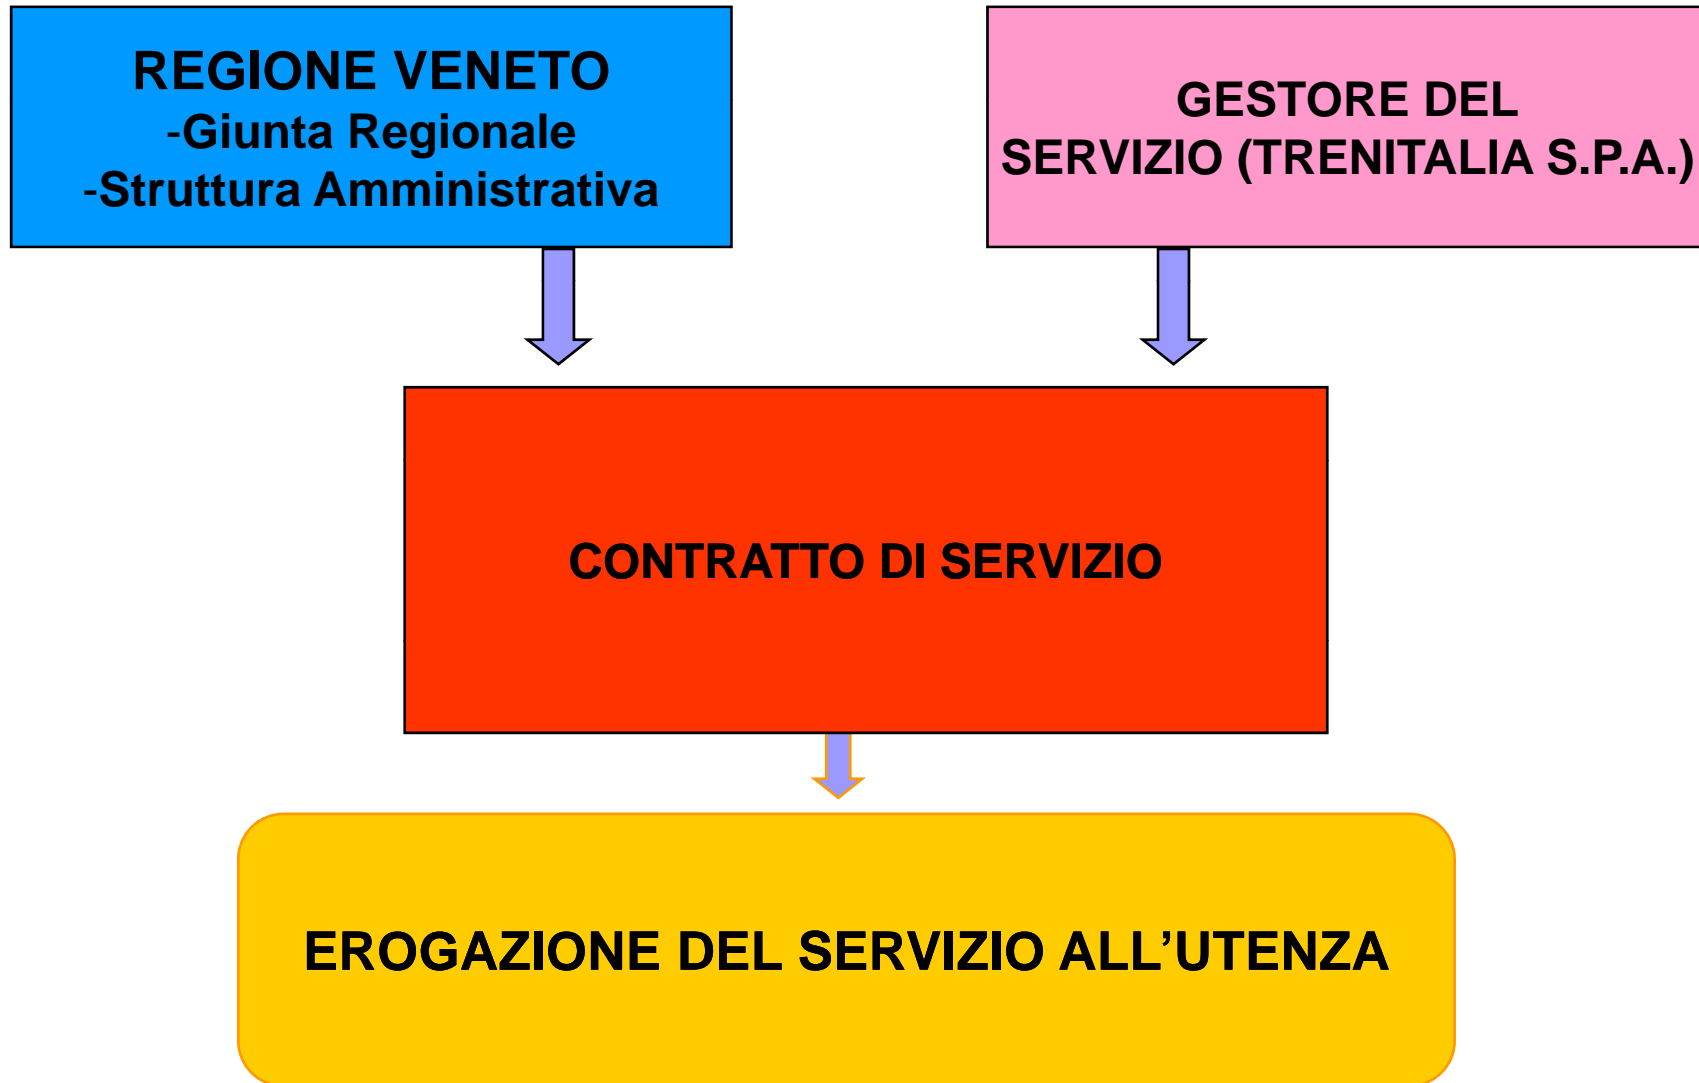 REGIONE VENETO
-Giunta Regionale
-Struttura Amministrativa
GESTORE DEL
SERVIZIO (TRENITALIA S.P.A.)
CONTRATTO DI SERVIZIO
EROGAZIONE DEL SERVIZIO ALL’UTENZA